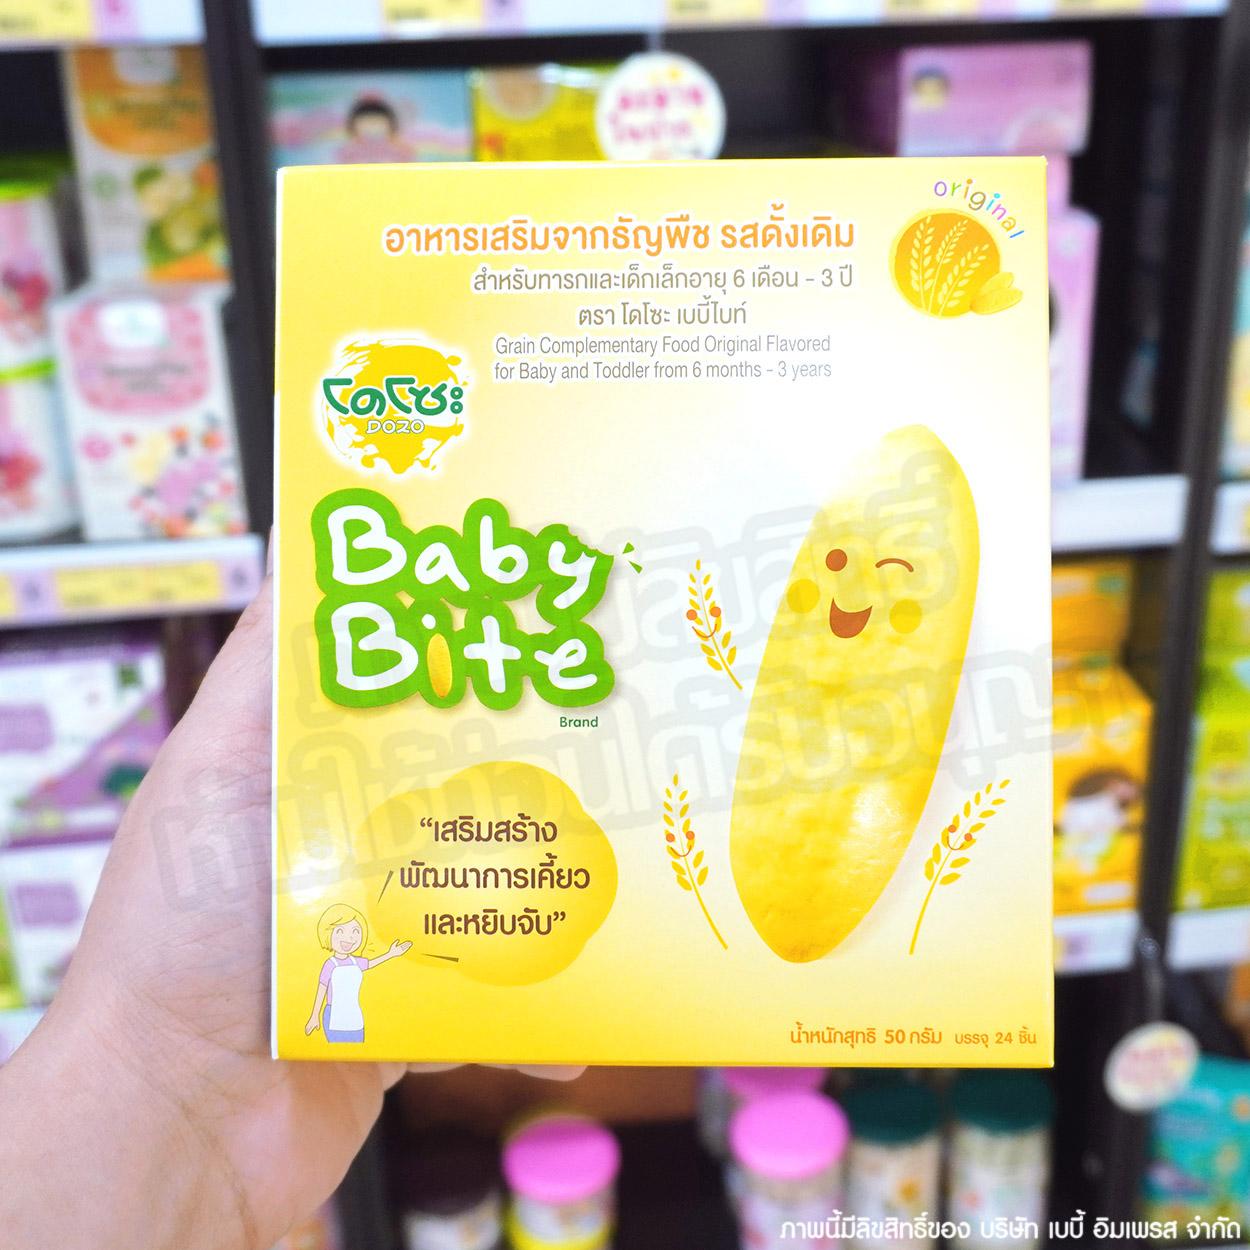 original
อาหารเสริมจากธัญพืช รสดั้งเดิม
สำหรับทารกและเด็กเล็กอายุ 6 เดือน - 3 ปี
ตรา โดโซะ เบบี้ไบท์
Grain Complementary Food Original Flavored
for Baby and Toddler from 6 months - 3 years
โดโซะ
DOZO
Baby
Bite
Brand
“เสริมสร้าง
พัฒนาการเคี้ยว
และหยิบจับ”
น้ำหนักสุทธิ 50 กรัม บรรจุ 24 ชิ้น
ภาพนี้มีลิขสิทธิ์ของ บริษัท เบบี้ อิมเพรส จำกัด